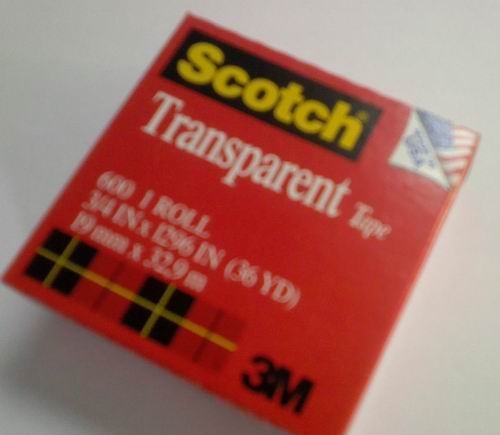 Scotch
Transparent Tape
600 1 ROLL
3/4 IN x 1296 IN (36 YD)
19 mm x 32,9 m
3M